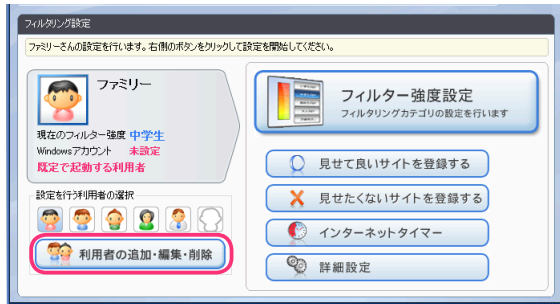 フィルタリング設定
ファミリーさんの設定を行います。右側のボタンをクリックして設定を開始してください。
ファミリー
現在のフィルター強度 中学生
Windowsアカウント 未設定
既定で起動する利用者
設定を行う利用者の選択
利用者の追加・編集・削除
フィルター強度設定
フィルタリングカテゴリの設定を行います
見せて良いサイトを登録する
見せたくないサイトを登録する
インターネットタイマー
詳細設定